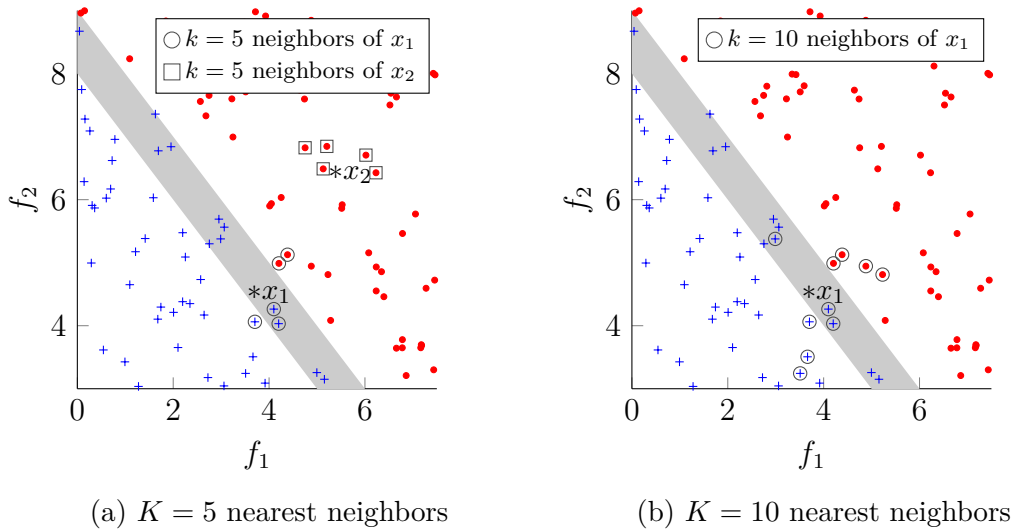 k = 5 neighbors of x₁
k = 5 neighbors of x₂
*x₂
*x₁
8
6
4
f₂
0 2 4 6
f₁
(a) K = 5 nearest neighbors
k = 10 neighbors of x₁
*x₁
8
6
4
f₂
0 2 4 6
f₁
(b) K = 10 nearest neighbors